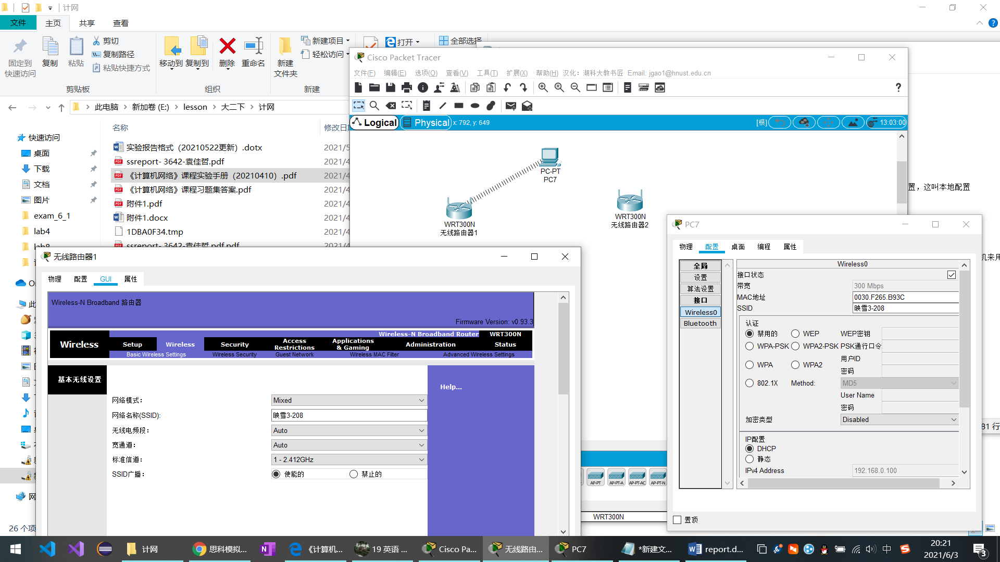 计网
文件
主页
共享
查看
固定到
快速访问
复制
粘贴
剪切
复制路径
粘贴快捷方式
剪贴板
移动到
复制到
删除
重命名
组织
新建
文件夹
新建项目
轻松访问
新建
打开
全部选择
此电脑 新加卷 (E:) lesson 大二下 计网
名称
修改日期
快速访问
桌面
下载
文档
图片
exam_6_1
lab4
lab8
实验报告格式（20210522更新）.dotx 2021/5
ssreport- 3642-袁佳哲.pdf 2021/4
《计算机网络》课程实验手册（20210410）.pdf 2021/4
《计算机网络》课程习题集答案.pdf 2021/4
附件1.pdf 2021/4
附件1.docx 2021/4
1DBA0F34.tmp 2021/4
ssreport- 3642-袁佳哲.pdf.pdf 2021/4
26 个项
Cisco Packet Tracer
文件(F) 编辑(E) 选项(O) 查看(V) 工具(T) 扩展(X) 帮助(H) 汉化：湖科大教书匠 Email: jgao1@hnust.edu.cn
Logical
Physical
x: 792, y: 649
[根]
13:03:00
PC-PT
PC7
WRT300N
无线路由器1
WRT300N
无线路由器2
置，这叫本地配置
机来用
81 行
AP-PT
AP-PT-A
AP-PT-AC
AP-PT-N
WRT300N
无线路由器1
物理 配置 GUI 属性
Wireless-N Broadband 路由器
Firmware Version: v0.93.3
Wireless-N Broadband Router WRT300N
Wireless
Setup
Wireless
Security
Access Restrictions
Applications & Gaming
Administration
Status
Basic Wireless Settings
Wireless Security
Guest Network
Wireless MAC Filter
Advanced Wireless Settings
基本无线设置
Help...
网络模式： Mixed
网络名称(SSID): 映雪3-208
无线电频段： Auto
宽通道： Auto
标准信道： 1 - 2.412GHz
SSID广播： 使能的 禁止的
PC7
物理 配置 桌面 编程 属性
全局
设置
算法设置
接口
Wireless0
Bluetooth
Wireless0
接口状态
带宽 300 Mbps
MAC地址 0030.F265.B93C
SSID 映雪3-208
认证
禁用的 WEP WEP密钥
WPA-PSK WPA2-PSK PSK通行口令
用户ID
WPA WPA2
密码
802.1X Method: MD5
User Name
密码
加密类型 Disabled
IP配置
DHCP
静态
IPv4 Address 192.168.0.100
置顶
计网
思科模拟...
《计算机...
19 英语 ...
Cisco Pa...
无线路由...
PC7
*新建文...
report.d...
中
20:21
2021/6/3
3